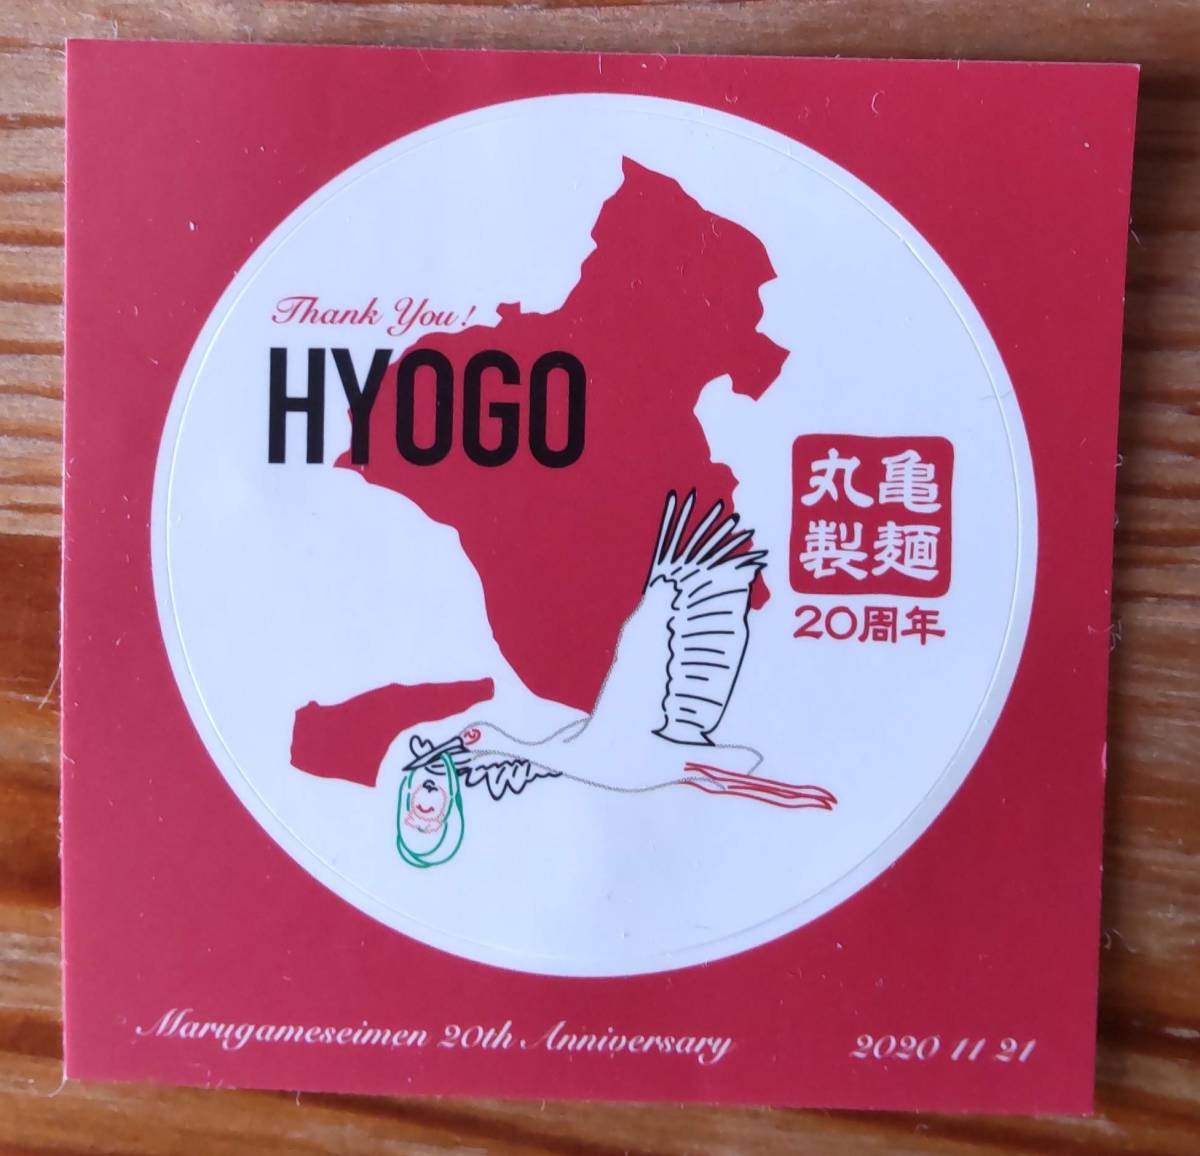 Thank You!
HYOGO
丸亀
製麺
20周年
Marugameseimen 20th Anniversary
2020 11 21